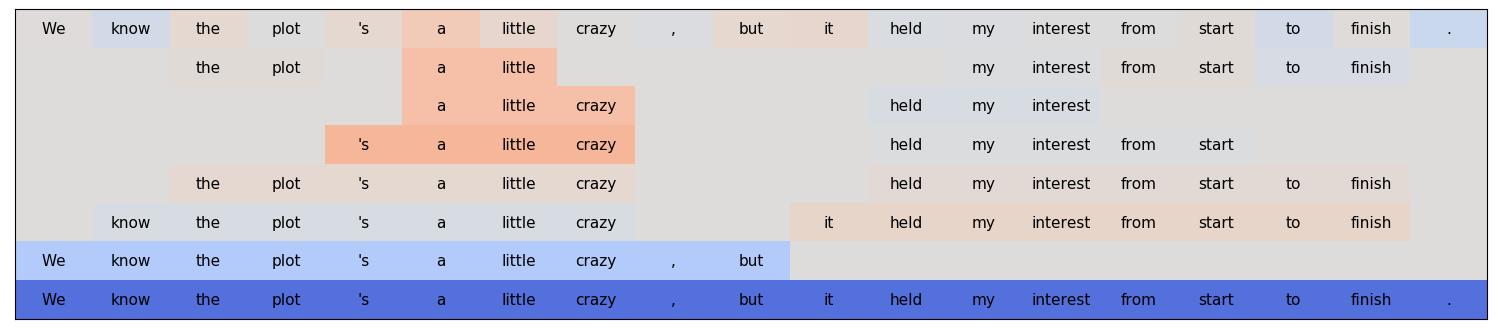 We know the plot 's a little crazy , but it held my interest from start to finish .
the plot a little my interest from start to finish
a little crazy held my interest
's a little crazy held my interest from start
the plot 's a little crazy held my interest from start to finish
know the plot 's a little crazy it held my interest from start to finish
We know the plot 's a little crazy , but
We know the plot 's a little crazy , but it held my interest from start to finish .